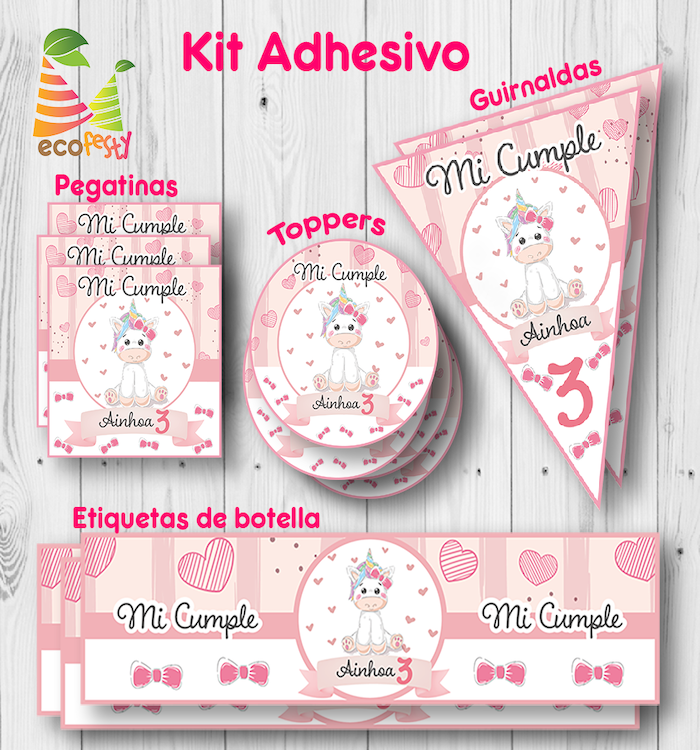 Kit Adhesivo
ecofesty
Guirnaldas
Mi Cumple
Ainhoa
3
Pegatinas
Mi Cumple
Mi Cumple
Mi Cumple
Ainhoa 3
Toppers
Mi Cumple
Ainhoa 3
Etiquetas de botella
Mi Cumple
Mi Cumple
Ainhoa 3